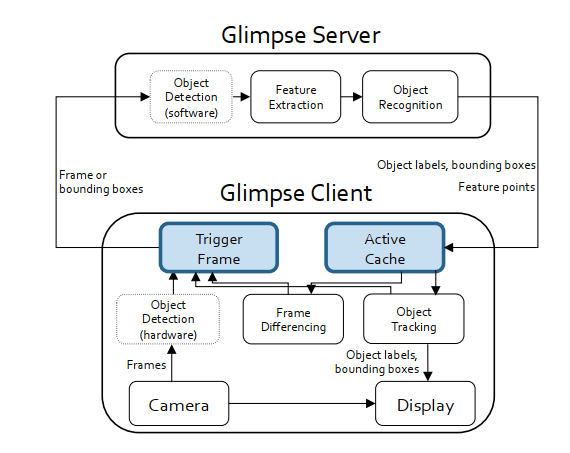 Glimpse Server
Object
Detection
(software)
Feature
Extraction
Object
Recognition
Frame or
bounding boxes
Object labels, bounding boxes
Feature points
Glimpse Client
Trigger
Frame
Active
Cache
Object
Detection
(hardware)
Frame
Differencing
Object
Tracking
Frames
Object labels,
bounding boxes
Camera
Display